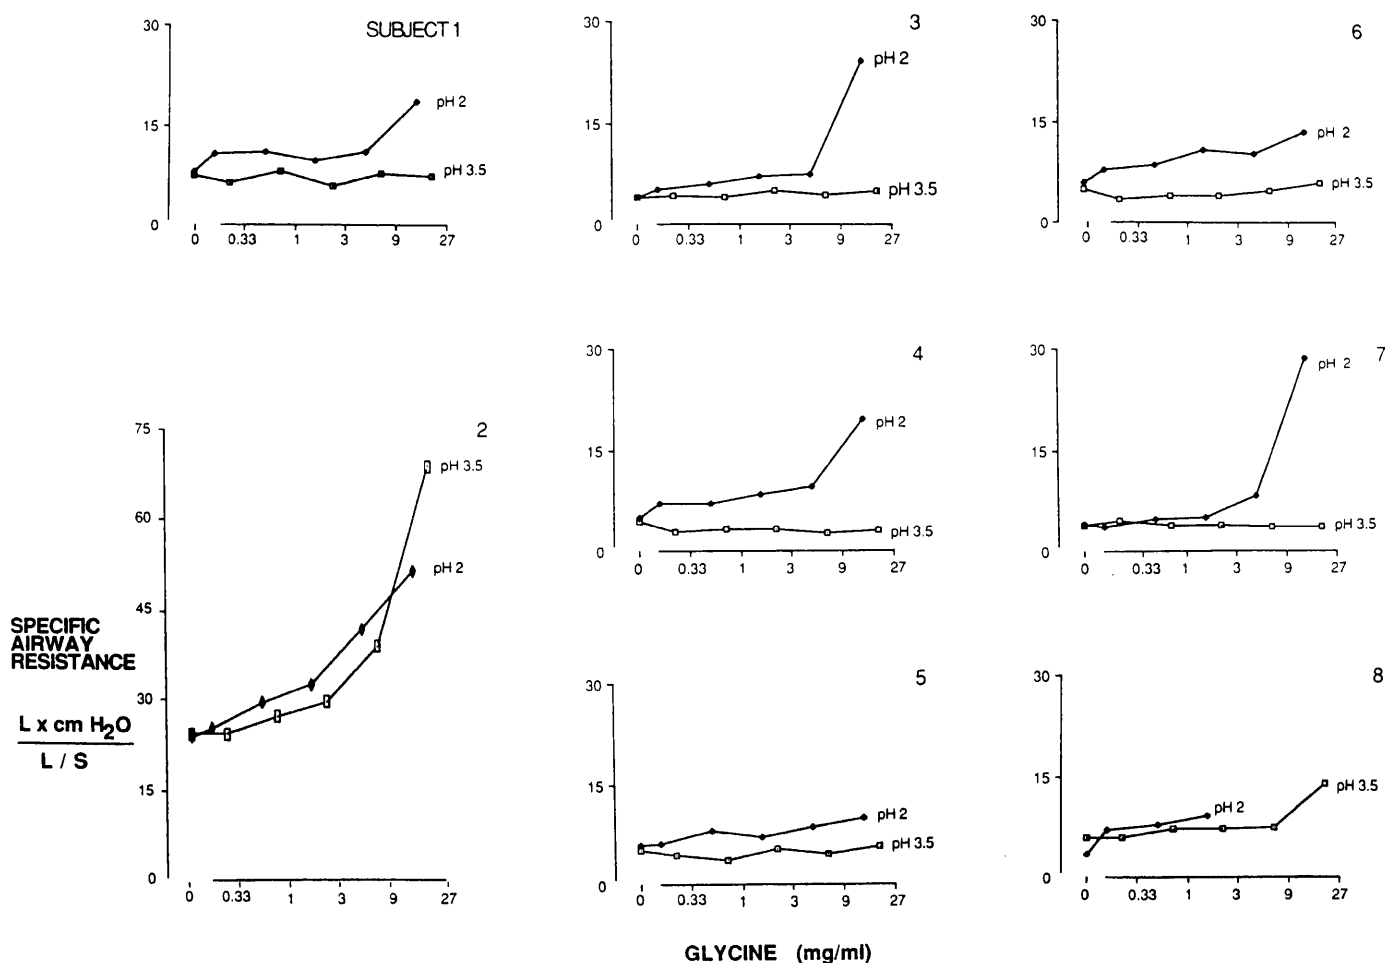 SUBJECT 1
30
15
0
pH 2
pH 3.5
0 0.33 1 3 9 27
3
30
15
0
pH 2
pH 3.5
0 0.33 1 3 9 27
6
30
15
0
pH 2
pH 3.5
0 0.33 1 3 9 27
2
75
60
45
30
15
0
pH 3.5
pH 2
0 0.33 1 3 9 27
4
30
15
0
pH 2
pH 3.5
0 0.33 1 3 9 27
7
30
15
0
pH 2
pH 3.5
0 0.33 1 3 9 27
5
30
15
0
pH 2
pH 3.5
0 0.33 1 3 9 27
8
30
15
0
pH 2
pH 3.5
0 0.33 1 3 9 27
SPECIFIC
AIRWAY
RESISTANCE
L x cm H₂O
L / S
GLYCINE (mg/ml)